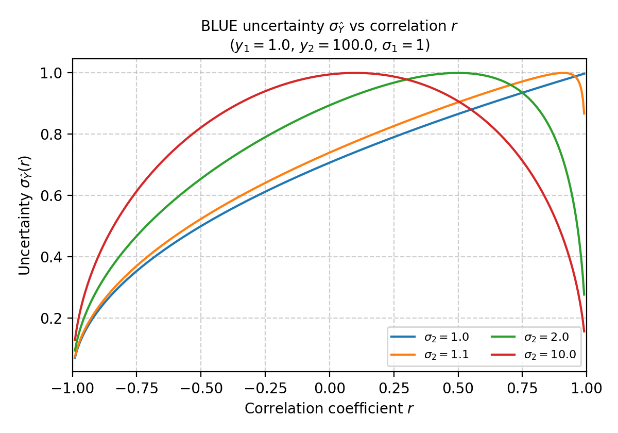 BLUE uncertainty σ_Ŷ vs correlation r
(y₁ = 1.0, y₂ = 100.0, σ₁ = 1)
Uncertainty σ_Ŷ(r)
1.0
0.8
0.6
0.4
0.2
σ₂ = 1.0
σ₂ = 1.1
σ₂ = 2.0
σ₂ = 10.0
−1.00 −0.75 −0.50 −0.25 0.00 0.25 0.50 0.75 1.00
Correlation coefficient r